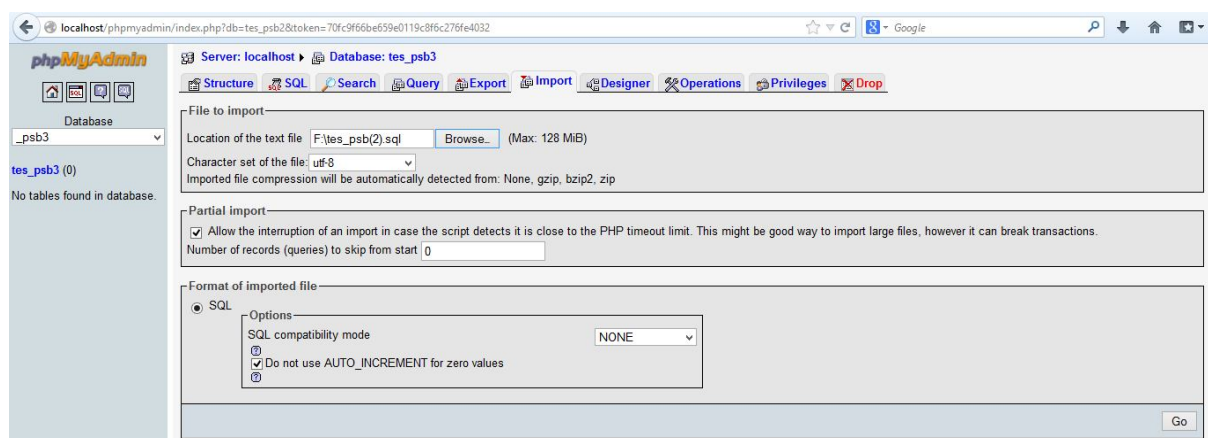 localhost/phpmyadmin/index.php?db=tes_psb2&token=70fc9f66be659e0119c8f6c276fe4032
Google
phpMyAdmin
Server: localhost Database: tes_psb3
Structure SQL Search Query Export Import Designer Operations Privileges Drop
Database
_psb3
tes_psb3 (0)
No tables found in database.
File to import
Location of the text file F:\tes_psb(2).sql Browse_ (Max: 128 MiB)
Character set of the file: utf-8
Imported file compression will be automatically detected from: None, gzip, bzip2, zip
Partial import
Allow the interruption of an import in case the script detects it is close to the PHP timeout limit. This might be good way to import large files, however it can break transactions.
Number of records (queries) to skip from start 0
Format of imported file
SQL
Options
SQL compatibility mode NONE
Do not use AUTO_INCREMENT for zero values
Go